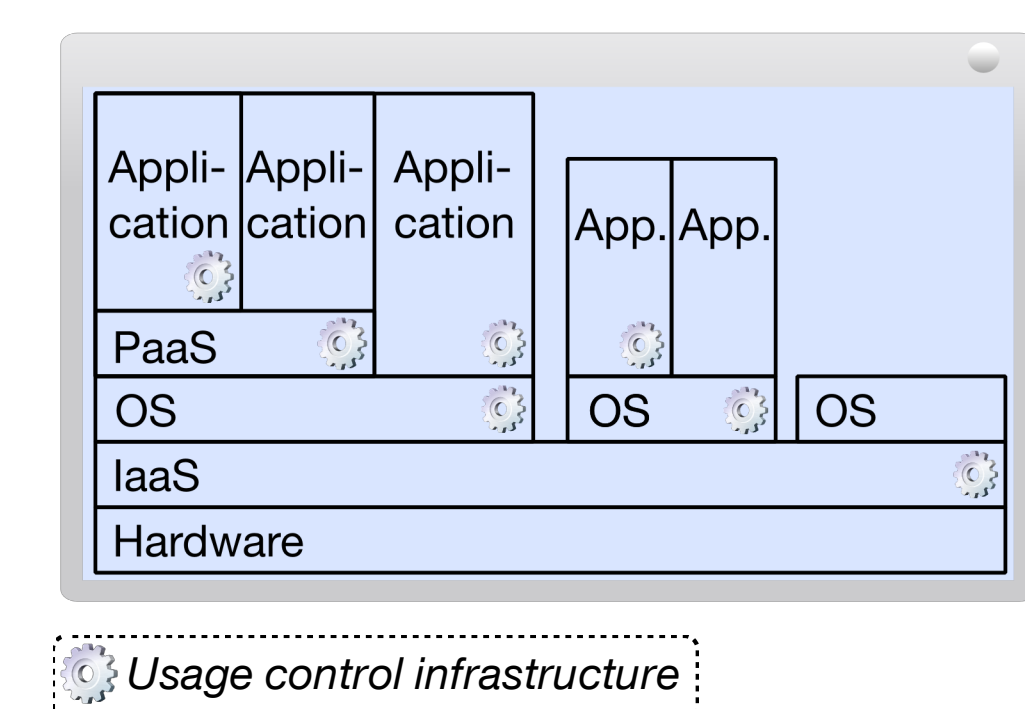 Appli-
cation
Appli-
cation
Appli-
cation
App.
App.
PaaS
OS
OS
OS
IaaS
Hardware
Usage control infrastructure